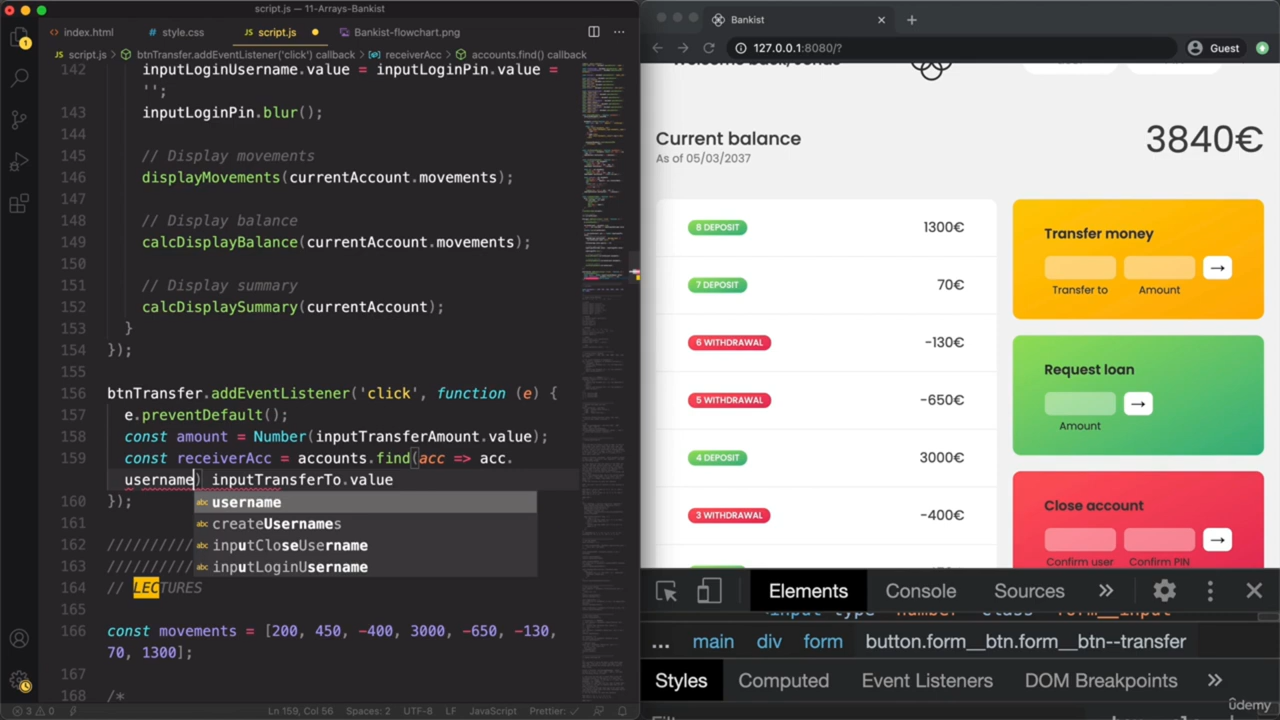 script.js - 11-Arrays-Bankist
index.html
style.css
JS script.js
Bankist-flowchart.png
JS script.js > btnTransfer.addEventListener('click') callback > receiverAcc > accounts.find() callback
142 inputLoginUsername.value = inputLoginPin.value =
'';
inputLoginPin.blur();
144
145 // Display movements
displayMovements(currentAccount.movements);
148 // Display balance
149 calcDisplayBalance(currentAccount.movements);
// Display summary
152 calcDisplaySummary(currentAccount);
153 }
154 });
155
156 btnTransfer.addEventListener('click', function (e) {
157 e.preventDefault();
158 const amount = Number(inputTransferAmount.value);
159 const receiverAcc = accounts.find(acc => acc.
username) inputTransferTo.value
160 });
abc username
abc createUsernames
abc inputCloseUsername
abc inputLoginUsername
161
162 /////////
164 // LECTURES
165
166 const movements = [200, 450, -400, 3000, -650, -130,
70, 1300];
167
168 /*
3 0
Ln 159, Col 56
Spaces: 2
UTF-8
LF
JavaScript
Prettier: ✓
Bankist
127.0.0.1:8080/?
Guest
Current balance
As of 05/03/2037
3840€
8 DEPOSIT 1300€
7 DEPOSIT 70€
6 WITHDRAWAL -130€
5 WITHDRAWAL -650€
4 DEPOSIT 3000€
3 WITHDRAWAL -400€
Transfer money
Transfer to Amount
Request loan
Amount
Close account
Confirm user Confirm PIN
Elements Console Sources »
... main div form button.form__btn.form__btn--transfer
Styles Computed Event Listeners DOM Breakpoints »
ûdemy